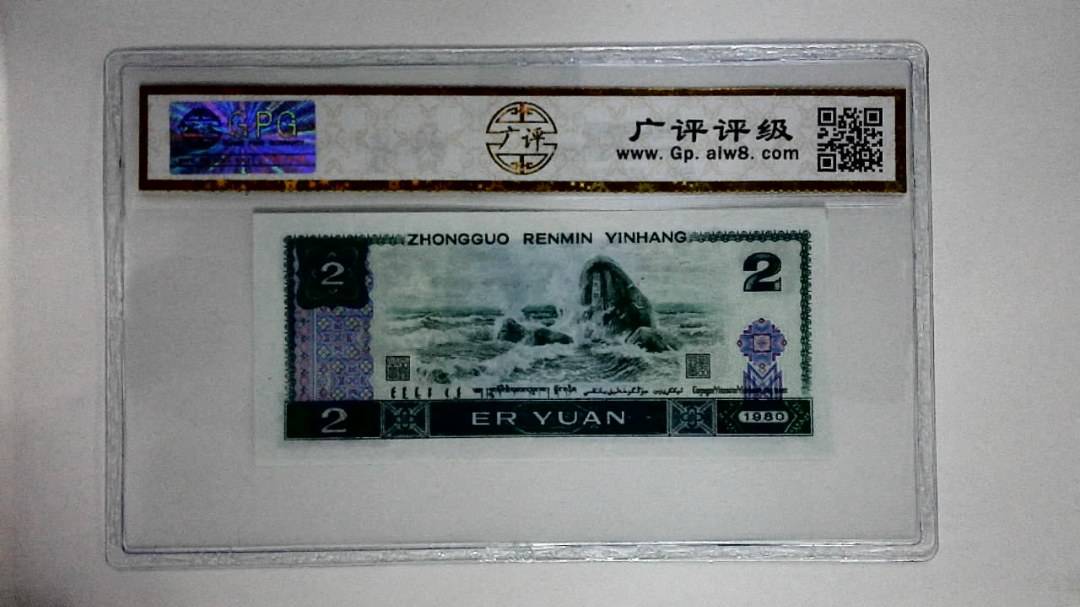 GPG
广评
广评评级
www. Gp. alw8. com
ZHONGGUO RENMIN YINHANG
2
2
2
ER YUAN
1980